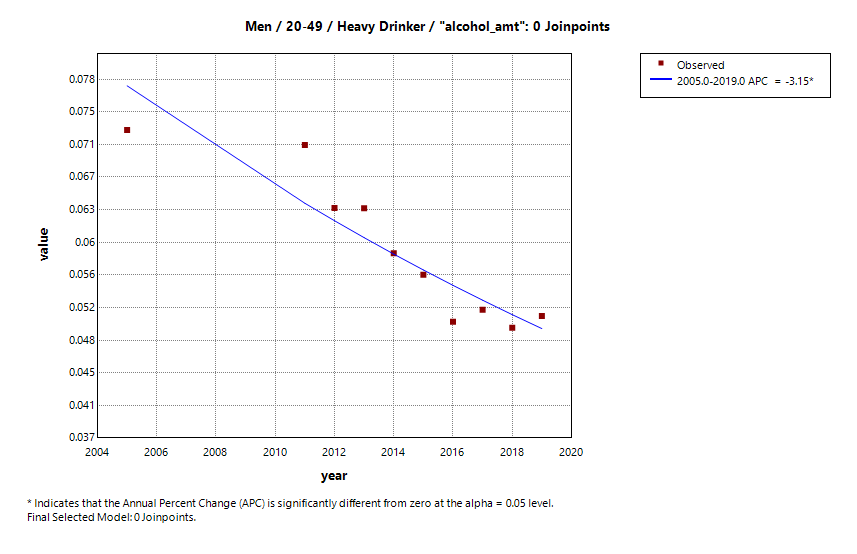 Men / 20-49 / Heavy Drinker / "alcohol_amt": 0 Joinpoints
Observed
2005.0-2019.0 APC = -3.15*
0.078
0.075
0.071
0.067
0.063
0.06
0.056
0.052
0.048
0.045
0.041
0.037
value
2004 2006 2008 2010 2012 2014 2016 2018 2020
year
* Indicates that the Annual Percent Change (APC) is significantly different from zero at the alpha = 0.05 level.
Final Selected Model: 0 Joinpoints.